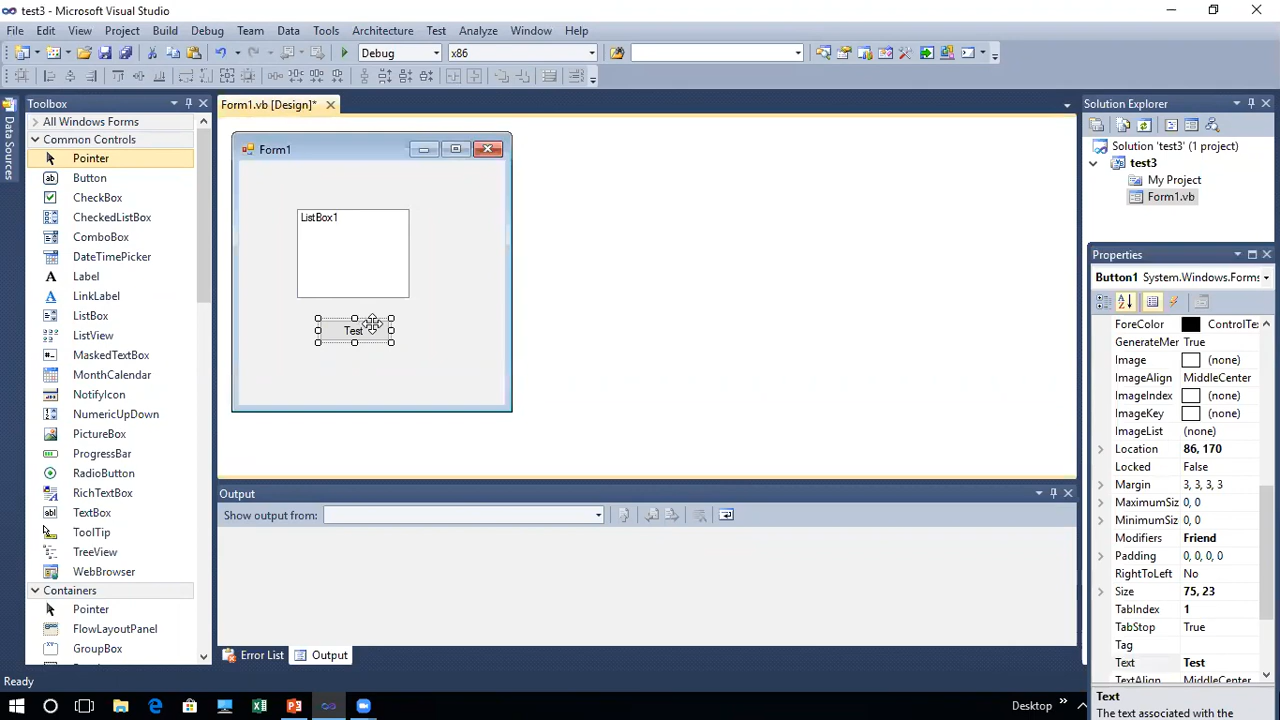 test3 - Microsoft Visual Studio
File Edit View Project Build Debug Team Data Tools Architecture Test Analyze Window Help
Debug x86
Data Sources
Toolbox
All Windows Forms
Common Controls
Pointer
Button
CheckBox
CheckedListBox
ComboBox
DateTimePicker
Label
LinkLabel
ListBox
ListView
MaskedTextBox
MonthCalendar
NotifyIcon
NumericUpDown
PictureBox
ProgressBar
RadioButton
RichTextBox
TextBox
ToolTip
TreeView
WebBrowser
Containers
Pointer
FlowLayoutPanel
GroupBox
Form1.vb [Design]*
Form1
ListBox1
Test
Output
Show output from:
Error List Output
Solution Explorer
Solution 'test3' (1 project)
test3
My Project
Form1.vb
Properties
Button1 System.Windows.Forms
ForeColor ControlTe
GenerateMer True
Image (none)
ImageAlign MiddleCenter
ImageIndex (none)
ImageKey (none)
ImageList (none)
Location 86, 170
Locked False
Margin 3, 3, 3, 3
MaximumSiz 0, 0
MinimumSiz 0, 0
Modifiers Friend
Padding 0, 0, 0, 0
RightToLeft No
Size 75, 23
TabIndex 1
TabStop True
Tag
Text Test
TextAlign MiddleCenter
Text
The text associated with the
Ready
Desktop